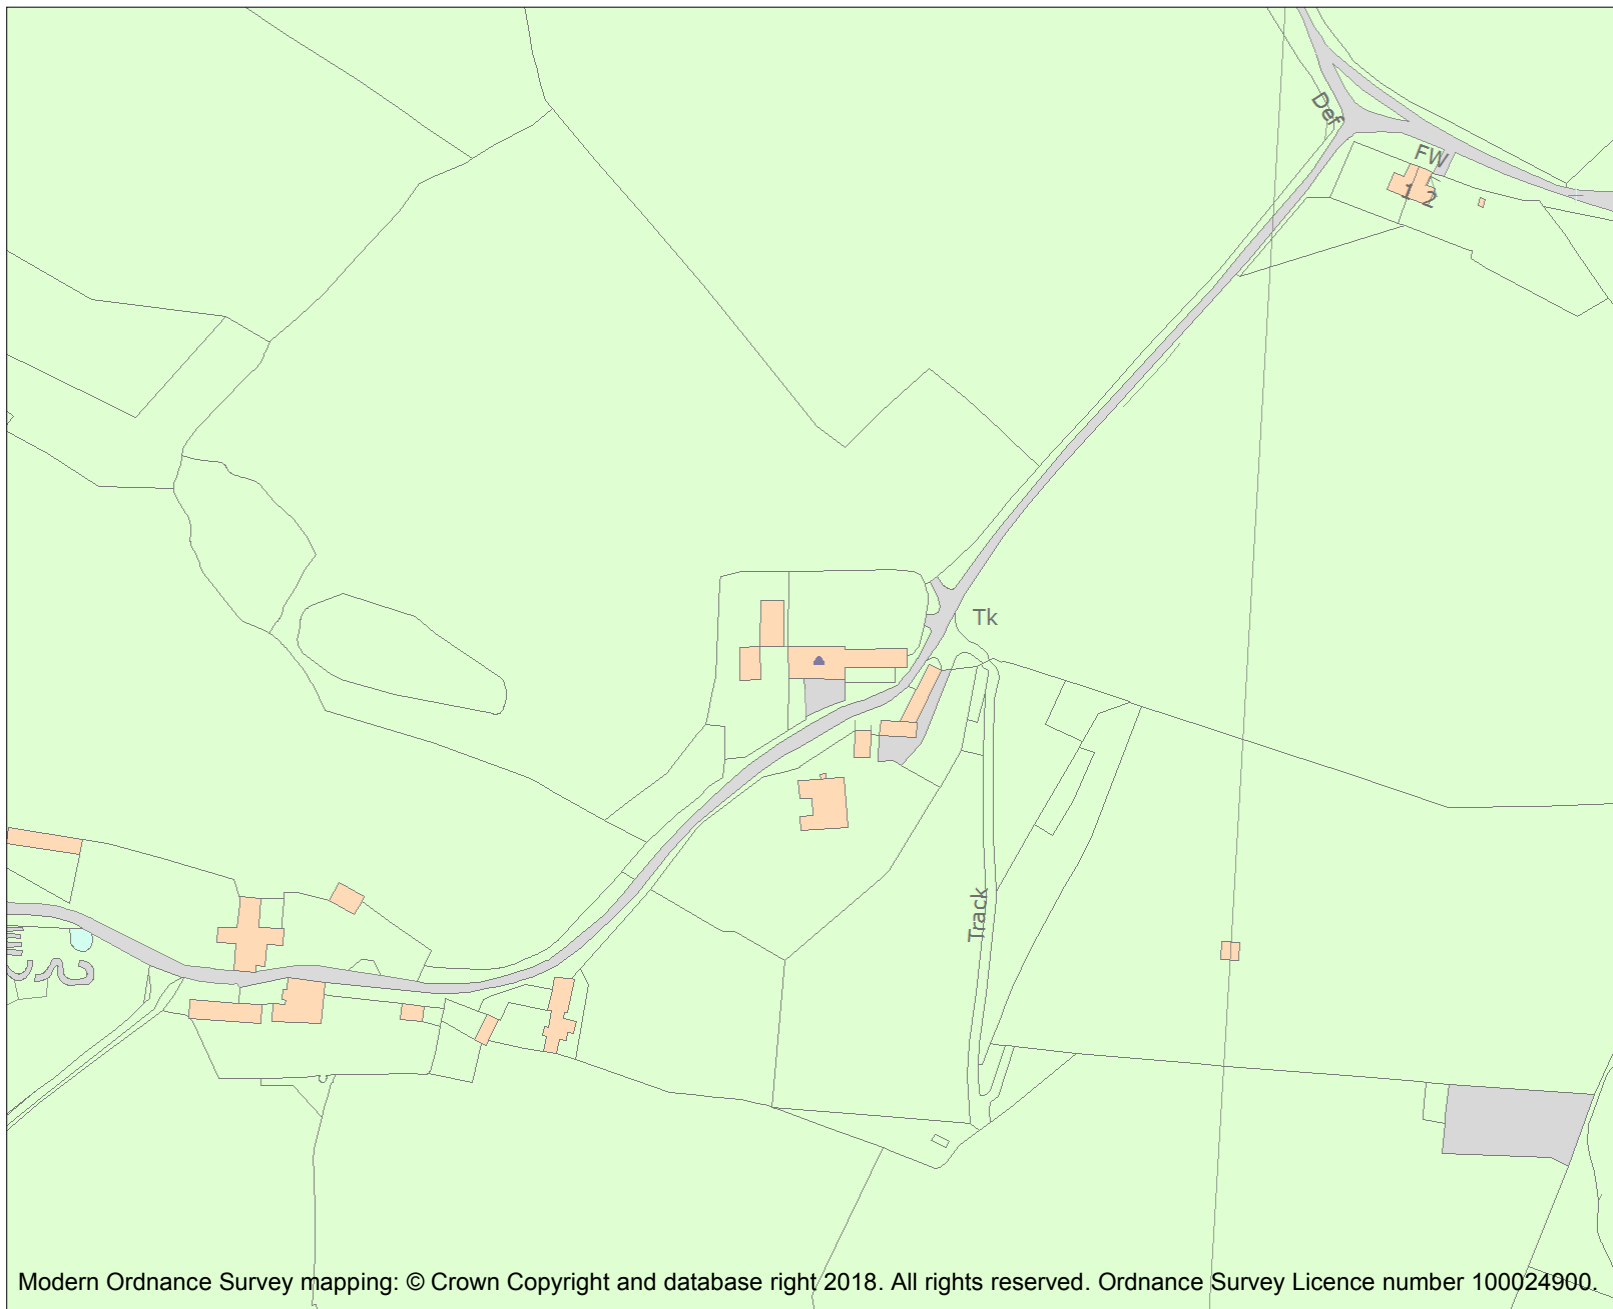 Def
FW
1 2
Tk
Track
Modern Ordnance Survey mapping: © Crown Copyright and database right 2018. All rights reserved. Ordnance Survey Licence number 100024900.